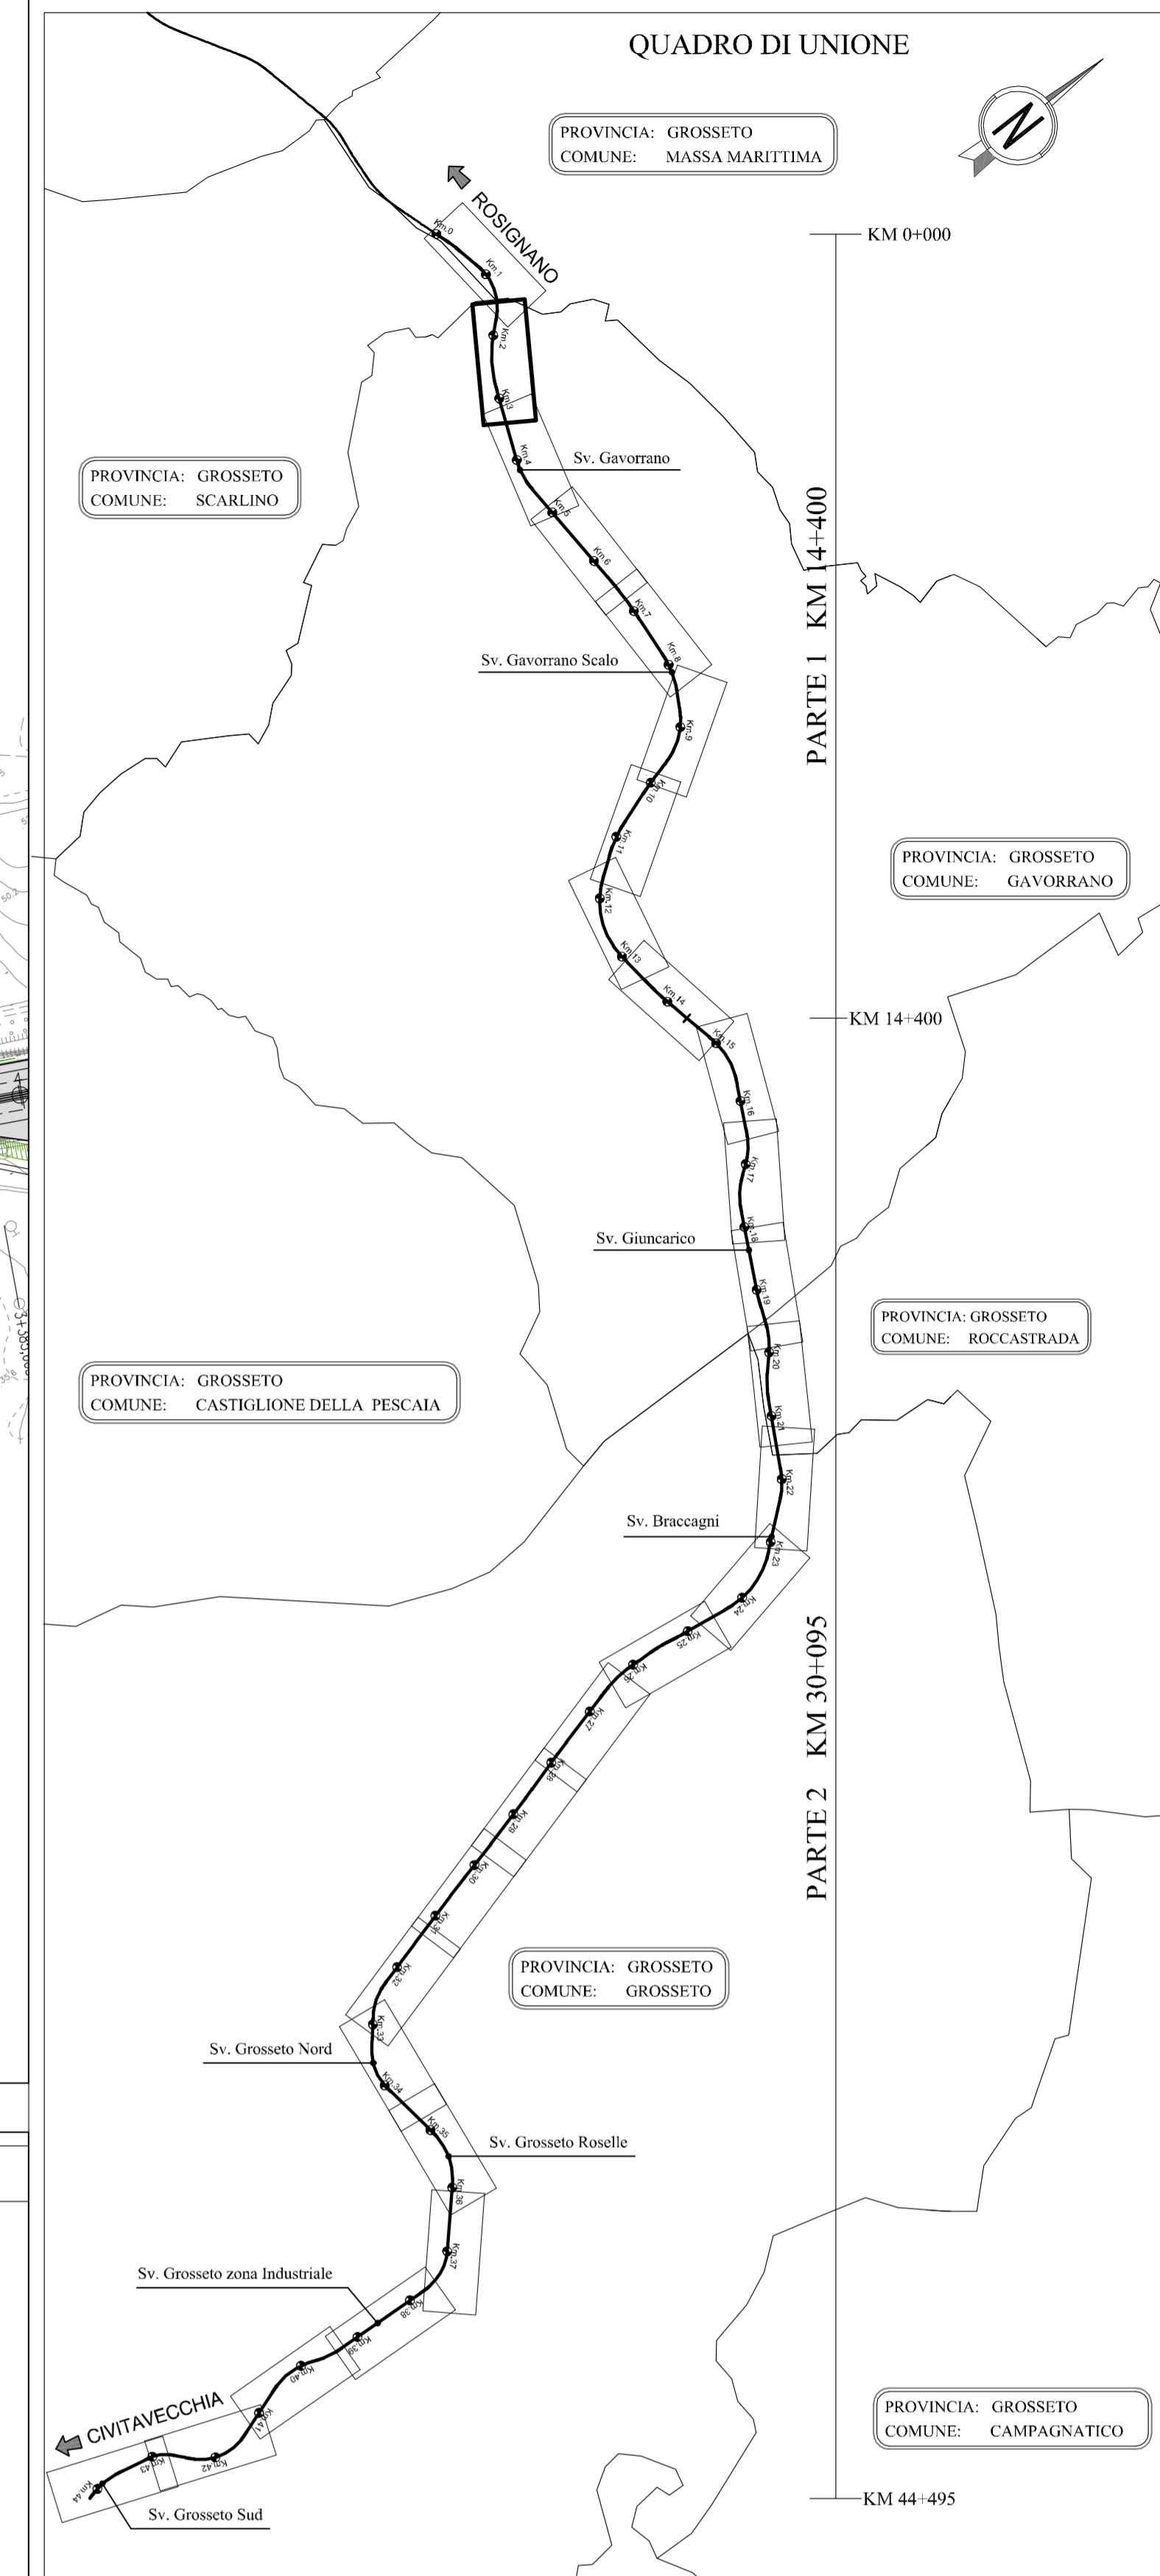 QUADRO DI UNIONE
PROVINCIA: GROSSETO
COMUNE: MASSA MARITTIMA
N
ROSIGNANO
KM 0+000
Km.0
Km.1
Km.2
Km.3
PROVINCIA: GROSSETO
COMUNE: SCARLINO
Km.4
Sv. Gavorrano
Km.5
Km.6
Km.7
PARTE 1 KM 14+400
Km.8
Sv. Gavorrano Scalo
Km.9
Km.10
Km.11
PROVINCIA: GROSSETO
COMUNE: GAVORRANO
50.2
Km.12
Km.13
Km.14
KM 14+400
Km.15
4
Km.16
Km.17
Km.18
Sv. Giuncarico
Km.19
PROVINCIA: GROSSETO
COMUNE: ROCCASTRADA
Km.20
PROVINCIA: GROSSETO
COMUNE: CASTIGLIONE DELLA PESCAIA
Km.21
Km.22
Sv. Braccagni
Km.23
Km.24
Km.25
Km.26
Km.27
PARTE 2 KM 30+095
Km.28
Km.29
Km.30
Km.31
Km.32
PROVINCIA: GROSSETO
COMUNE: GROSSETO
Km.33
Sv. Grosseto Nord
Km.34
Km.35
Sv. Grosseto Roselle
Km.36
Km.37
Sv. Grosseto zona Industriale
Km.38
Km.39
Km.40
Km.41
CIVITAVECCHIA
Km.42
Km.43
Km.44
PROVINCIA: GROSSETO
COMUNE: CAMPAGNATICO
KM 44+495
Sv. Grosseto Sud